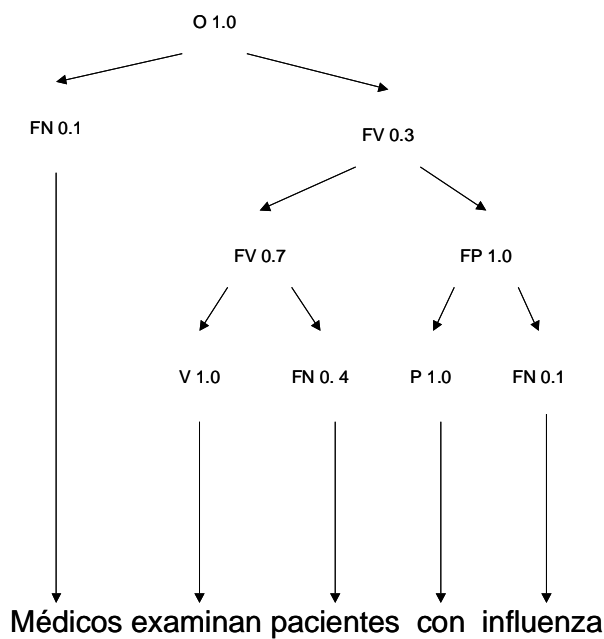 O 1.0
FN 0.1
FV 0.3
FV 0.7
FP 1.0
V 1.0
FN 0. 4
P 1.0
FN 0.1
Médicos examinan pacientes con influenza